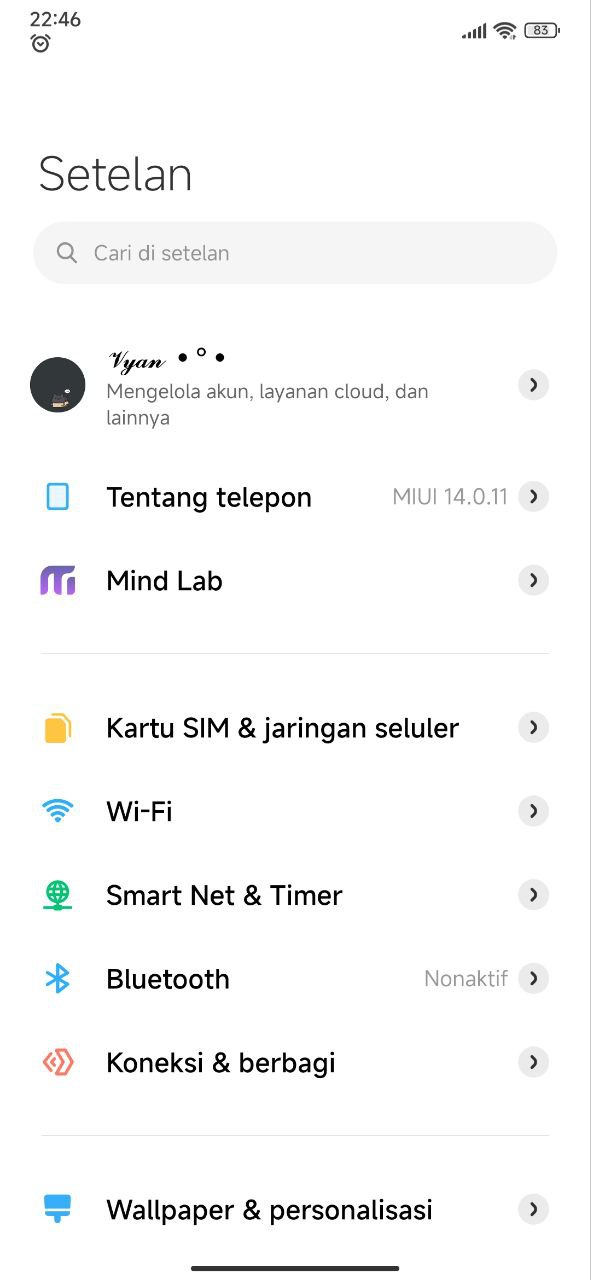 22:46
83
Setelan
Cari di setelan
Vyan • ° •
Mengelola akun, layanan cloud, dan
lainnya
Tentang telepon MIUI 14.0.11
Mind Lab
Kartu SIM & jaringan seluler
Wi-Fi
Smart Net & Timer
Bluetooth Nonaktif
Koneksi & berbagi
Wallpaper & personalisasi